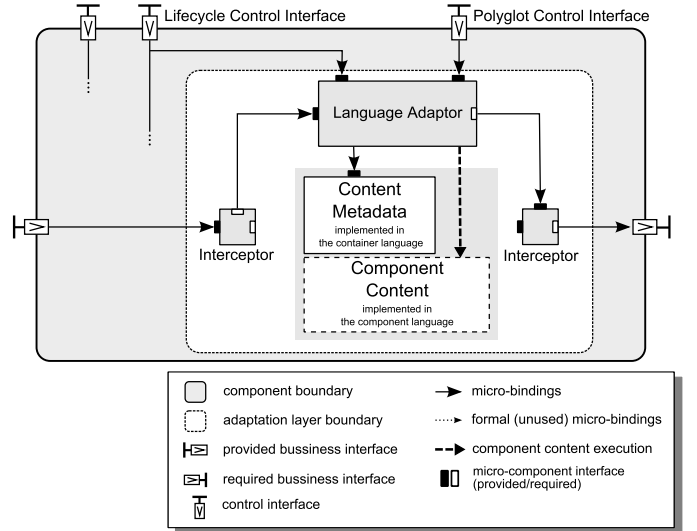 Lifecycle Control Interface
Polyglot Control Interface
Language Adaptor
Content
Metadata
implemented in
the container language
Interceptor
Interceptor
Component
Content
implemented in
the component language
component boundary
adaptation layer boundary
provided bussiness interface
required bussiness interface
control interface
micro-bindings
formal (unused) micro-bindings
component content execution
micro-component interface
(provided/required)